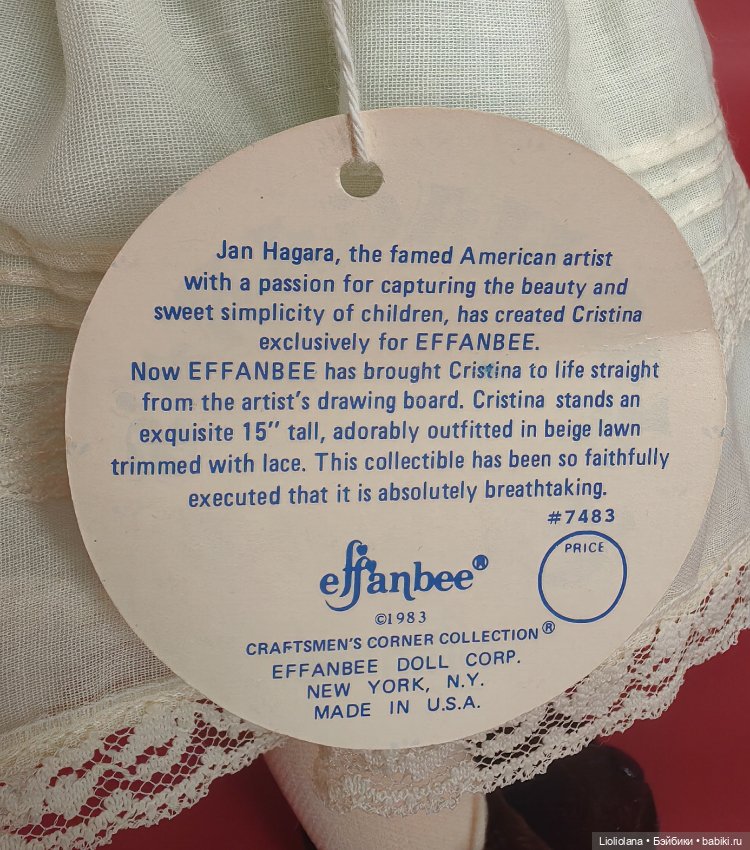 Jan Hagara, the famed American artist
with a passion for capturing the beauty and
sweet simplicity of children, has created Cristina
exclusively for EFFANBEE.
Now EFFANBEE has brought Cristina to life straight
from the artist's drawing board. Cristina stands an
exquisite 15" tall, adorably outfitted in beige lawn
trimmed with lace. This collectible has been so faithfully
executed that it is absolutely breathtaking.
#7483
PRICE
effanbee®
©1983
CRAFTSMEN'S CORNER COLLECTION®
EFFANBEE DOLL CORP.
NEW YORK, N.Y.
MADE IN U.S.A.
Lioliolana • Бэйбики • babiki.ru